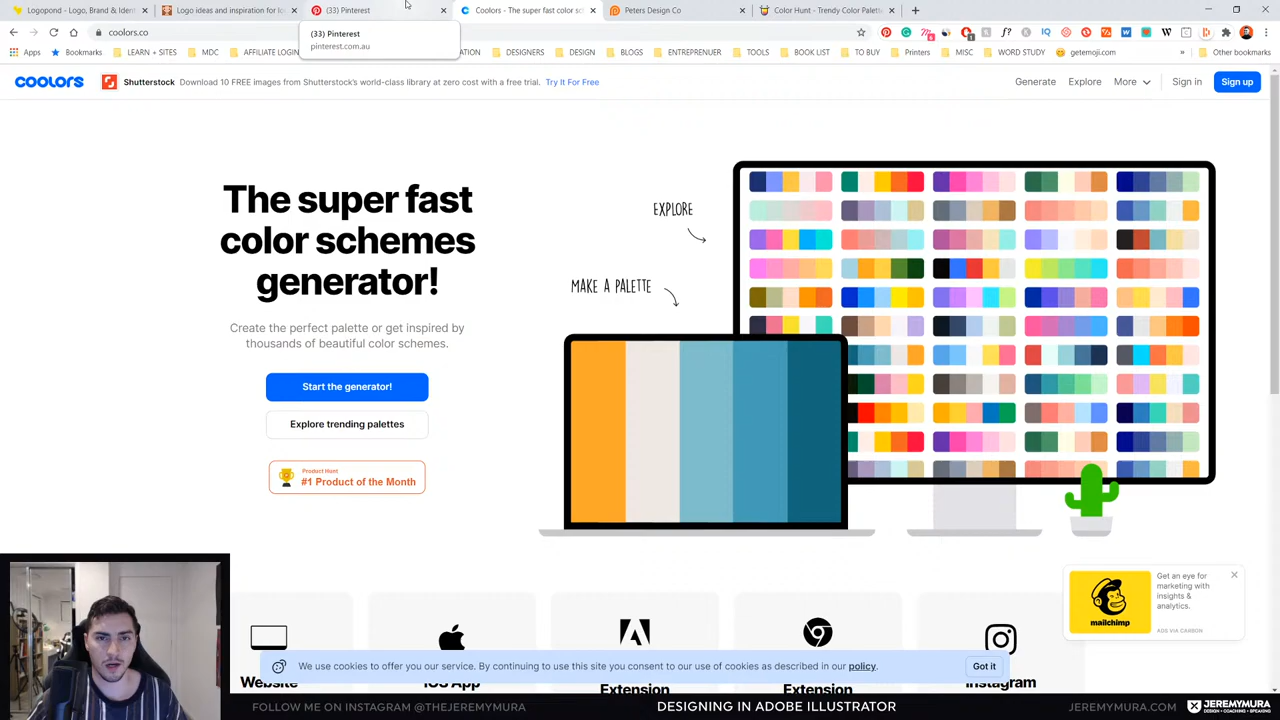 Logopond - Logo, Brand & Ident
Logo ideas and inspiration for lo
(33) Pinterest
Coolors - The super fast color sc
Peters Design Co
Color Hunt - Trendy Color Palette
coolors.co
(33) Pinterest
pinterest.com.au
Apps
Bookmarks
LEARN + SITES
MDC
AFFILIATE LOGIN
ATION
DESIGNERS
DESIGN
BLOGS
ENTREPRENUER
TOOLS
BOOK LIST
TO BUY
Printers
MISC
WORD STUDY
getemoji.com
Other bookmarks
COOLORS
Shutterstock
Download 10 FREE images from Shutterstock's world-class library at zero cost with a free trial. Try It For Free
Generate
Explore
More
Sign in
Sign up
The super fast
color schemes
generator!
Create the perfect palette or get inspired by
thousands of beautiful color schemes.
Start the generator!
Explore trending palettes
Product Hunt
#1 Product of the Month
EXPLORE
MAKE A PALETTE
mailchimp
Get an eye for
marketing with
insights &
analytics.
ADS VIA CARBON
We use cookies to offer you our service. By continuing to use this site you consent to our use of cookies as described in our policy.
Got it
Website
iOS App
Extension
Extension
Instagram
FOLLOW ME ON INSTAGRAM @THEJEREMYMURA
DESIGNING IN ADOBE ILLUSTRATOR
JEREMYMURA.COM
JEREMYMURA
DESIGN • COACHING • SPEAKING